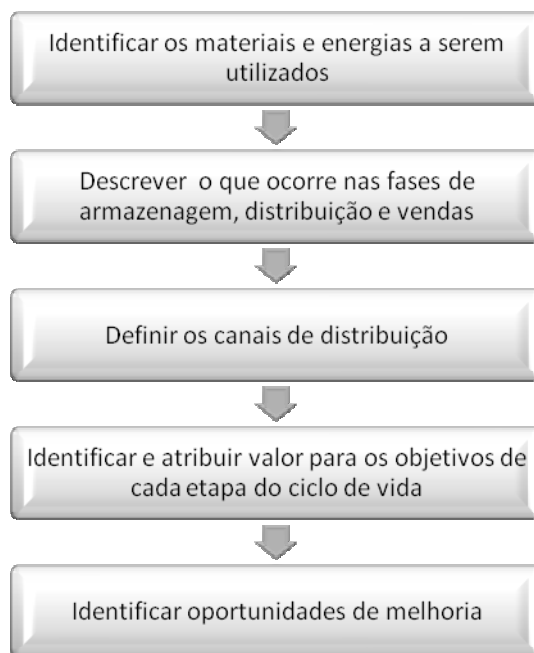 Identificar os materiais e energias a serem
utilizados
Descrever o que ocorre nas fases de
armazenagem, distribuição e vendas
Definir os canais de distribuição
Identificar e atribuir valor para os objetivos de
cada etapa do ciclo de vida
Identificar oportunidades de melhoria